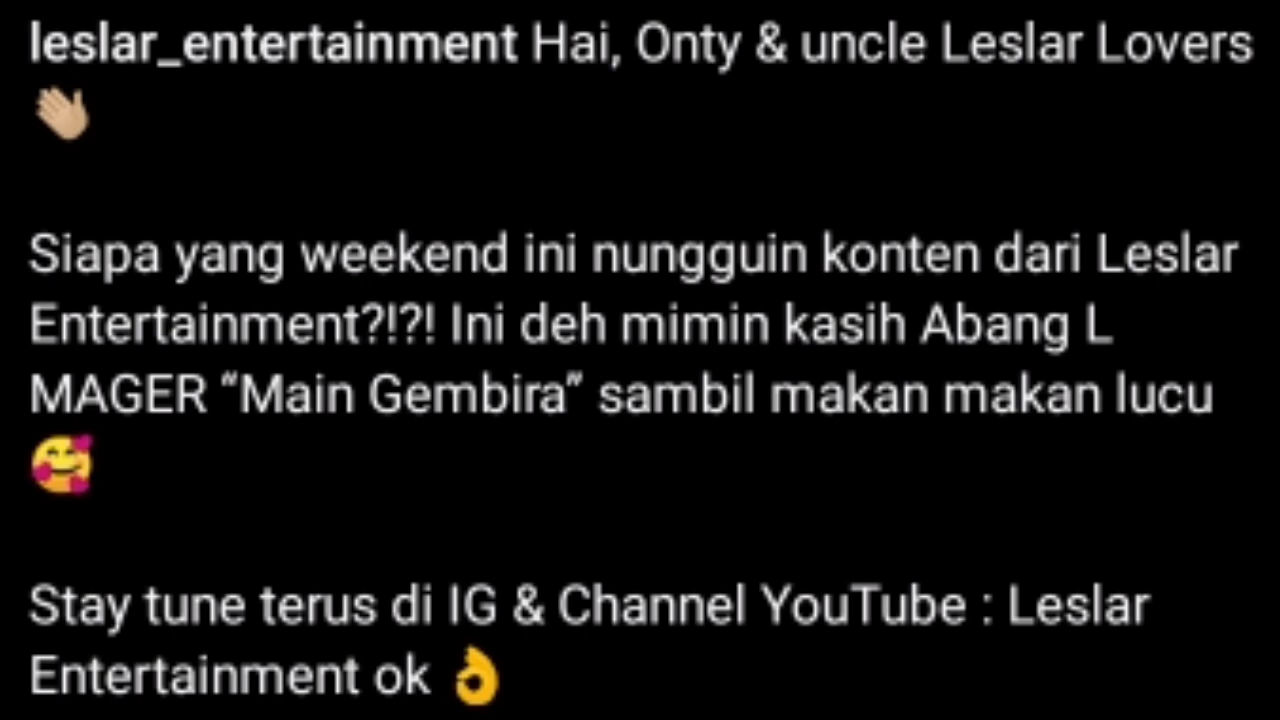 leslar_entertainment Hai, Onty & uncle Leslar Lovers
👋🏼
Siapa yang weekend ini nungguin konten dari Leslar
Entertainment?!?! Ini deh mimin kasih Abang L
MAGER “Main Gembira” sambil makan makan lucu
🥰
Stay tune terus di IG & Channel YouTube : Leslar
Entertainment ok 👌